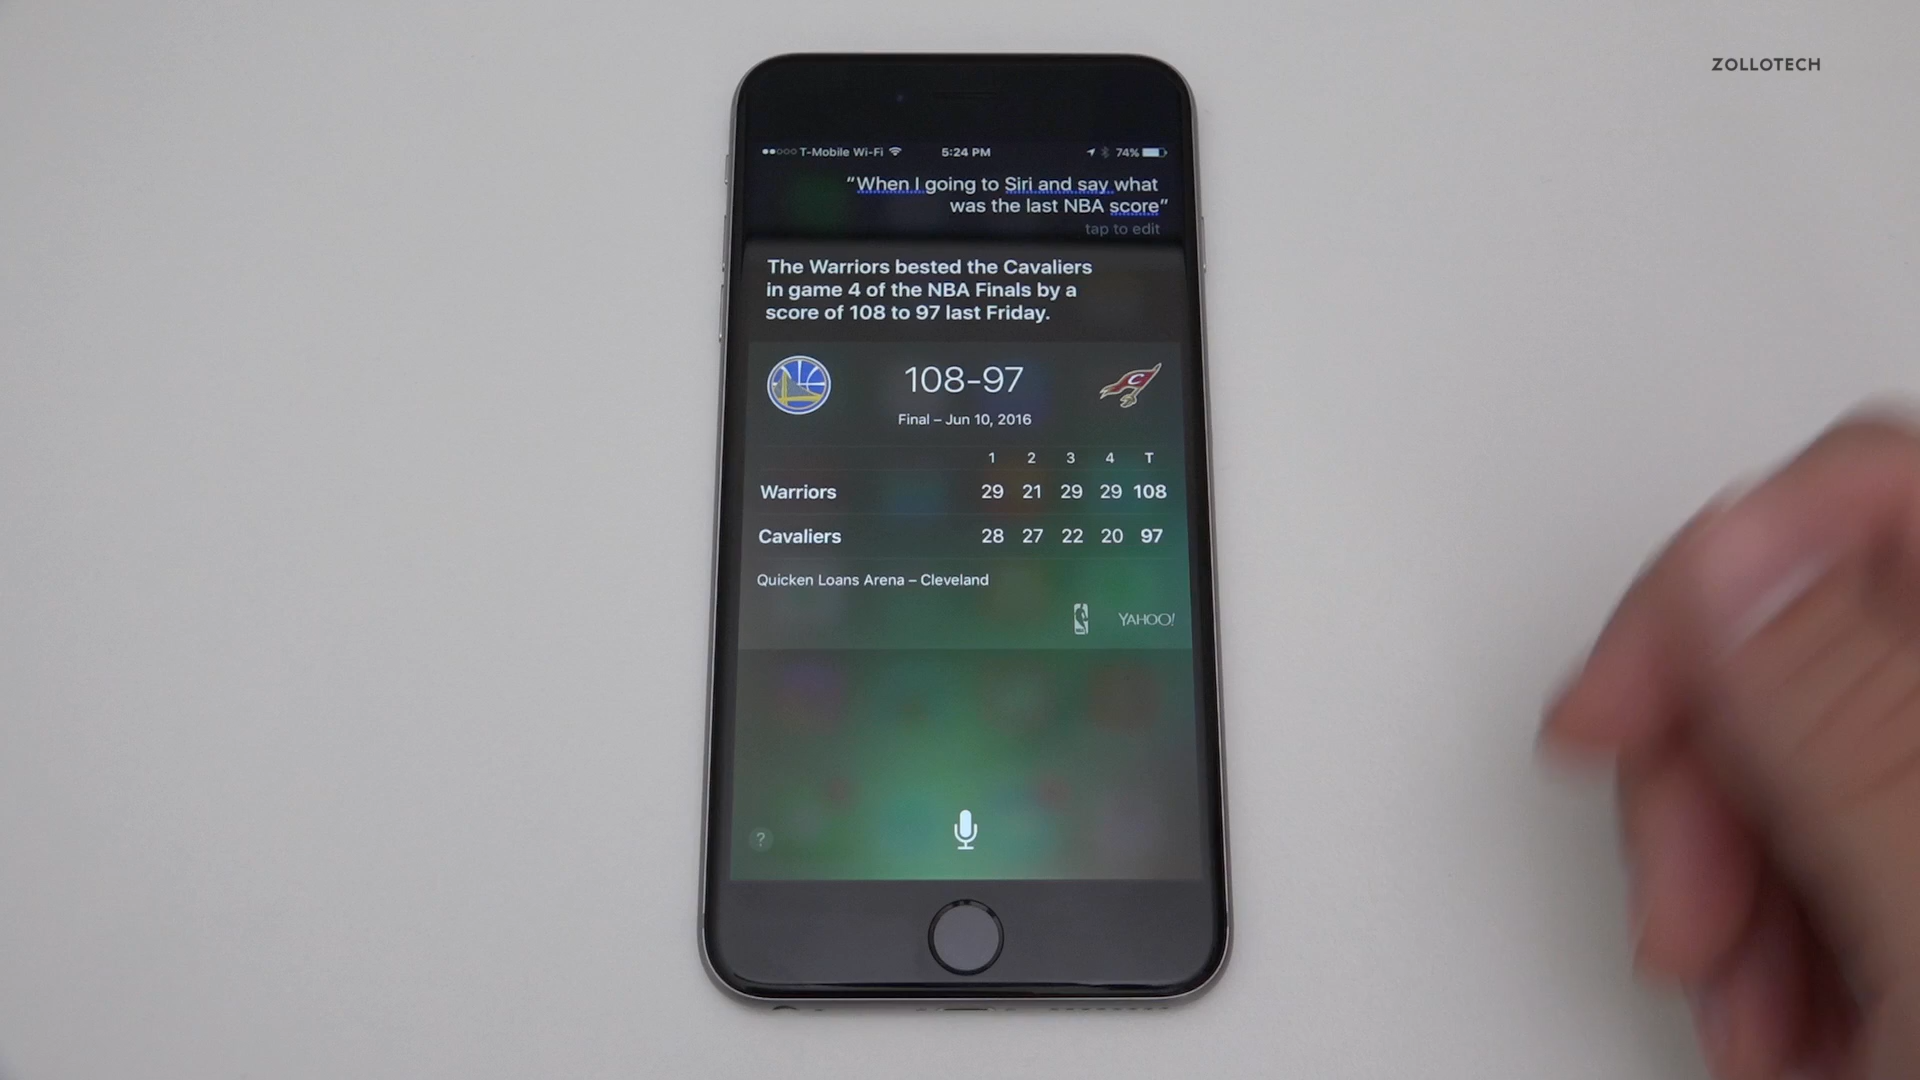 ZOLLOTECH
T-Mobile Wi-Fi 5:24 PM 74%
“When I going to Siri and say what
was the last NBA score”
tap to edit
The Warriors bested the Cavaliers
in game 4 of the NBA Finals by a
score of 108 to 97 last Friday.
108-97
C
Final – Jun 10, 2016
1 2 3 4 T
Warriors 29 21 29 29 108
Cavaliers 28 27 22 20 97
Quicken Loans Arena – Cleveland
YAHOO!
?